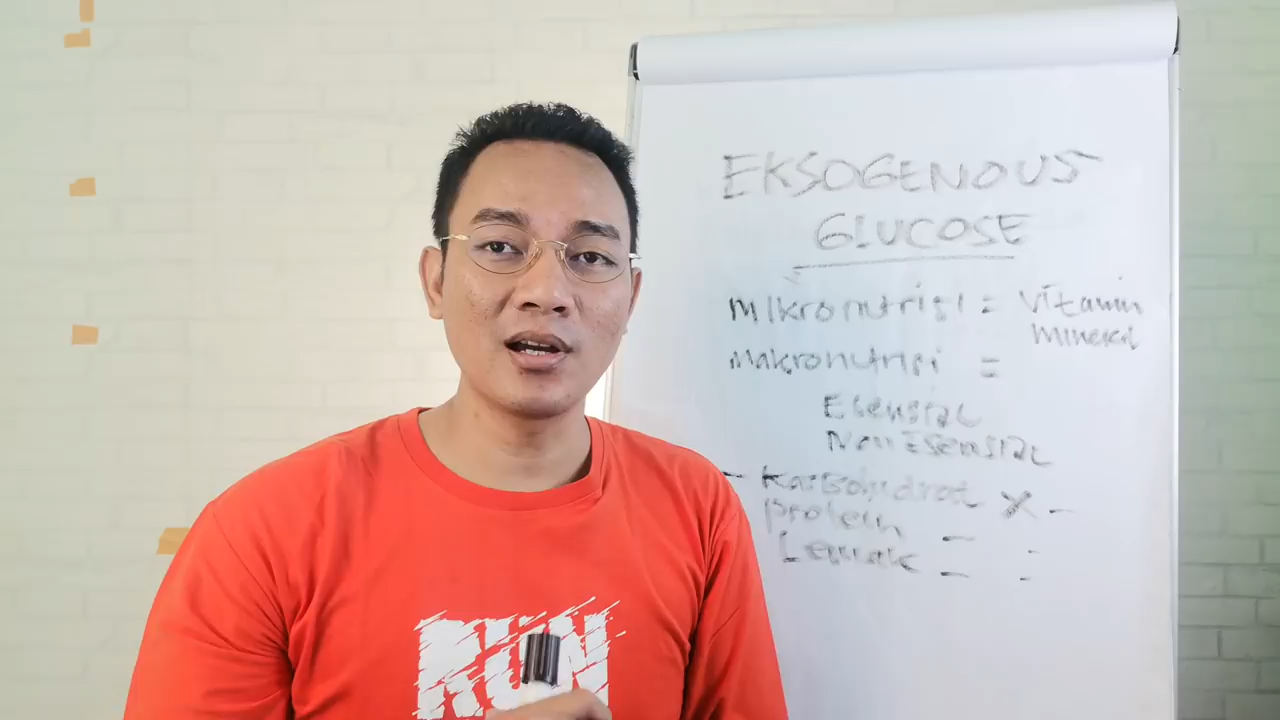 EKSOGENOUS
GLUCOSE
MIkronutrisi = Vitamin
Mineral
Makronutrisi =
Esensial
Non Esensial
- Karbohidrat X -
Protein - -
Lemak - -
RUN